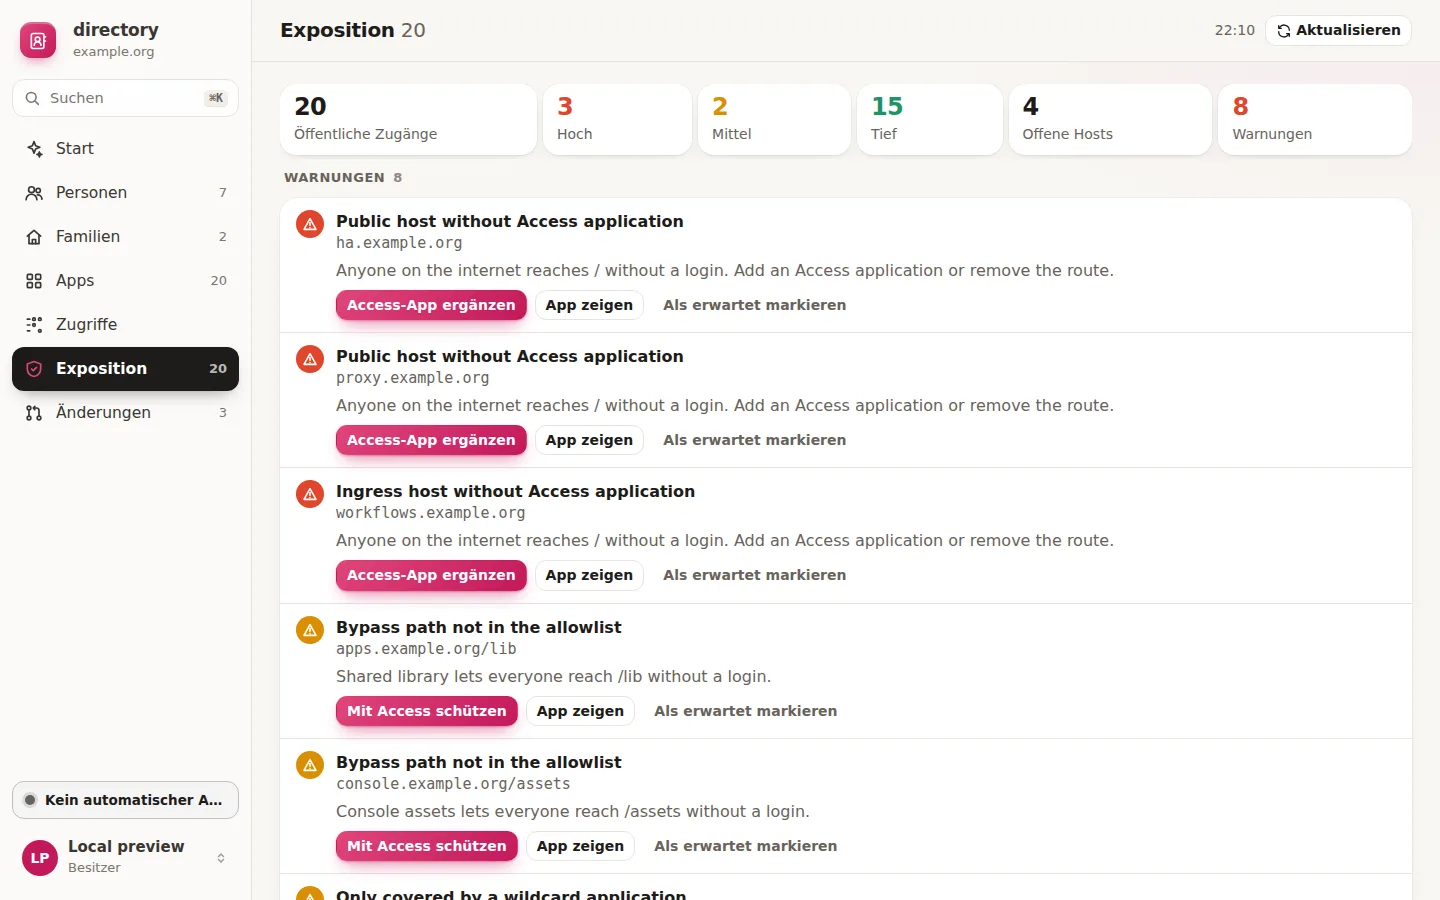 directory
example.org
Suchen ⌘K
Start
Personen 7
Familien 2
Apps 20
Zugriffe
Exposition 20
Änderungen 3
Kein automatischer A…
LP Local preview
Besitzer
Exposition 20
22:10 Aktualisieren
20
Öffentliche Zugänge
3
Hoch
2
Mittel
15
Tief
4
Offene Hosts
8
Warnungen
WARNUNGEN 8
Public host without Access application
ha.example.org
Anyone on the internet reaches / without a login. Add an Access application or remove the route.
Access-App ergänzen App zeigen Als erwartet markieren
Public host without Access application
proxy.example.org
Anyone on the internet reaches / without a login. Add an Access application or remove the route.
Access-App ergänzen App zeigen Als erwartet markieren
Ingress host without Access application
workflows.example.org
Anyone on the internet reaches / without a login. Add an Access application or remove the route.
Access-App ergänzen App zeigen Als erwartet markieren
Bypass path not in the allowlist
apps.example.org/lib
Shared library lets everyone reach /lib without a login.
Mit Access schützen App zeigen Als erwartet markieren
Bypass path not in the allowlist
console.example.org/assets
Console assets lets everyone reach /assets without a login.
Mit Access schützen App zeigen Als erwartet markieren
Only covered by a wildcard application